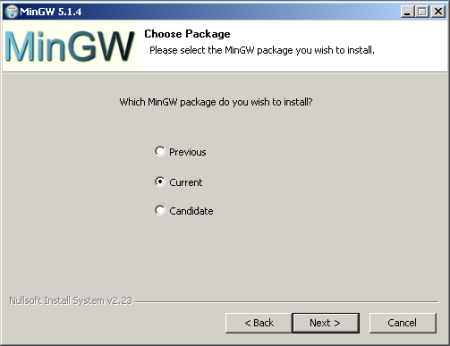 MinGW 5.1.4
MinGW
Choose Package
Please select the MinGW package you wish to install.
Which MinGW package do you wish to install?
Previous
Current
Candidate
Nullsoft Install System v2.23
< Back
Next >
Cancel